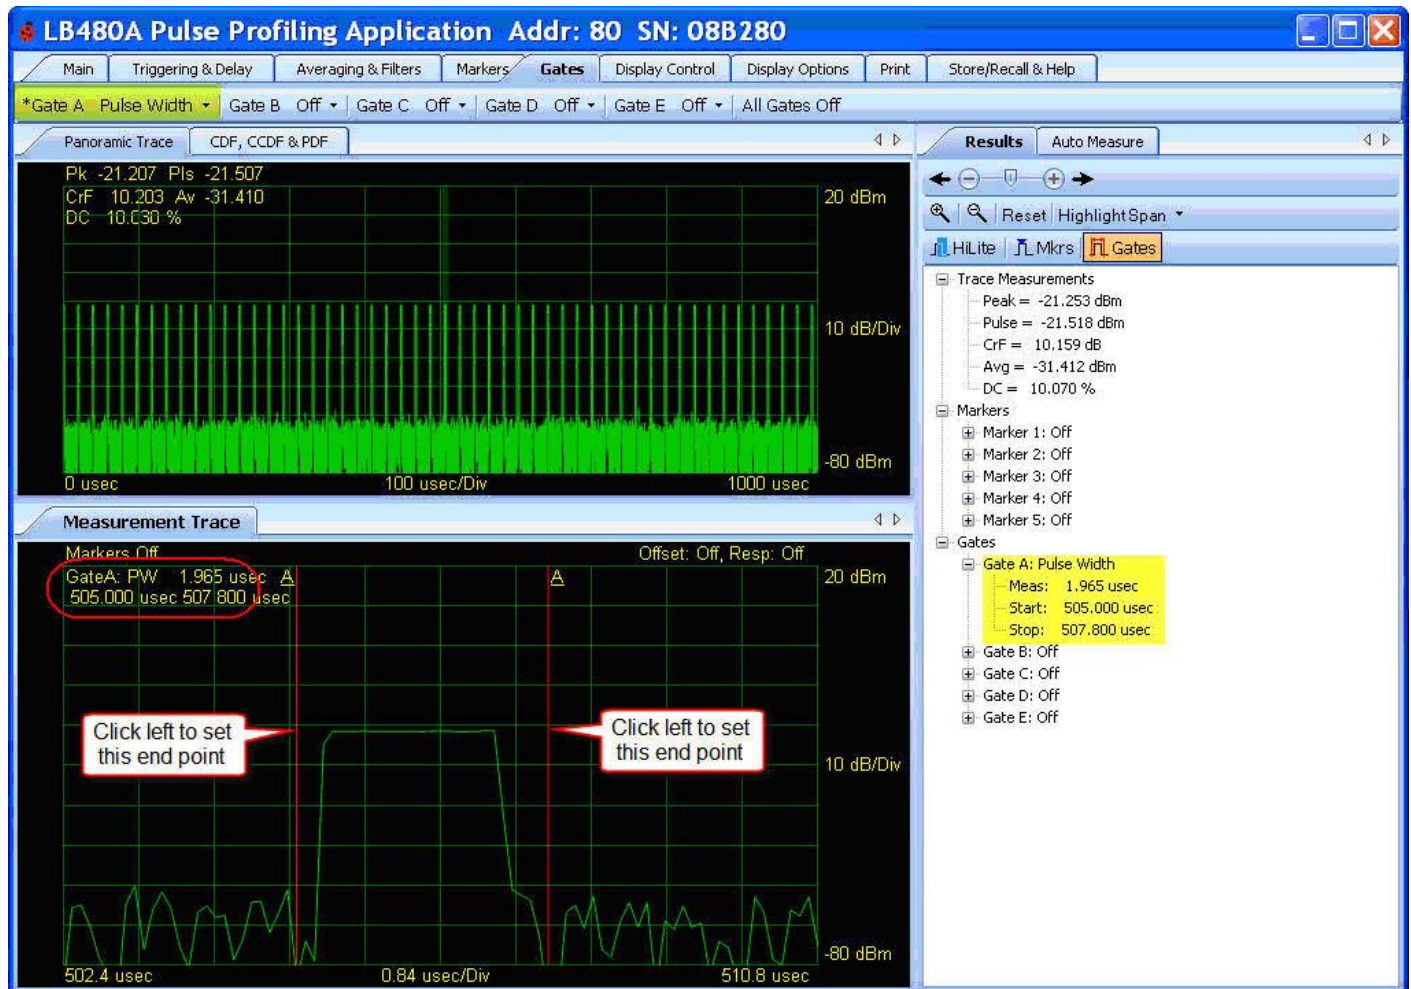 LB480A Pulse Profiling Application Addr: 80 SN: 08B280
Main Triggering & Delay Averaging & Filters Markers Gates Display Control Display Options Print Store/Recall & Help
*Gate A Pulse Width Gate B Off Gate C Off Gate D Off Gate E Off All Gates Off
Panoramic Trace CDF, CCDF & PDF
Pk -21.207 Pls -21.507
CrF 10.203 Av -31.410
DC 10.030 %
20 dBm
10 dB/Div
-80 dBm
0 usec 100 usec/Div 1000 usec
Measurement Trace
Markers Off Offset: Off, Resp: Off
GateA: PW 1.965 usec A A 20 dBm
505.000 usec 507.800 usec
Click left to set
this end point
Click left to set
this end point
10 dB/Div
-80 dBm
502.4 usec 0.84 usec/Div 510.8 usec
Results Auto Measure
Reset HighlightSpan
HiLite Mkrs Gates
Trace Measurements
Peak = -21.253 dBm
Pulse = -21.518 dBm
CrF = 10.159 dB
Avg = -31.412 dBm
DC = 10.070 %
Markers
Marker 1: Off
Marker 2: Off
Marker 3: Off
Marker 4: Off
Marker 5: Off
Gates
Gate A: Pulse Width
Meas: 1.965 usec
Start: 505.000 usec
Stop: 507.800 usec
Gate B: Off
Gate C: Off
Gate D: Off
Gate E: Off